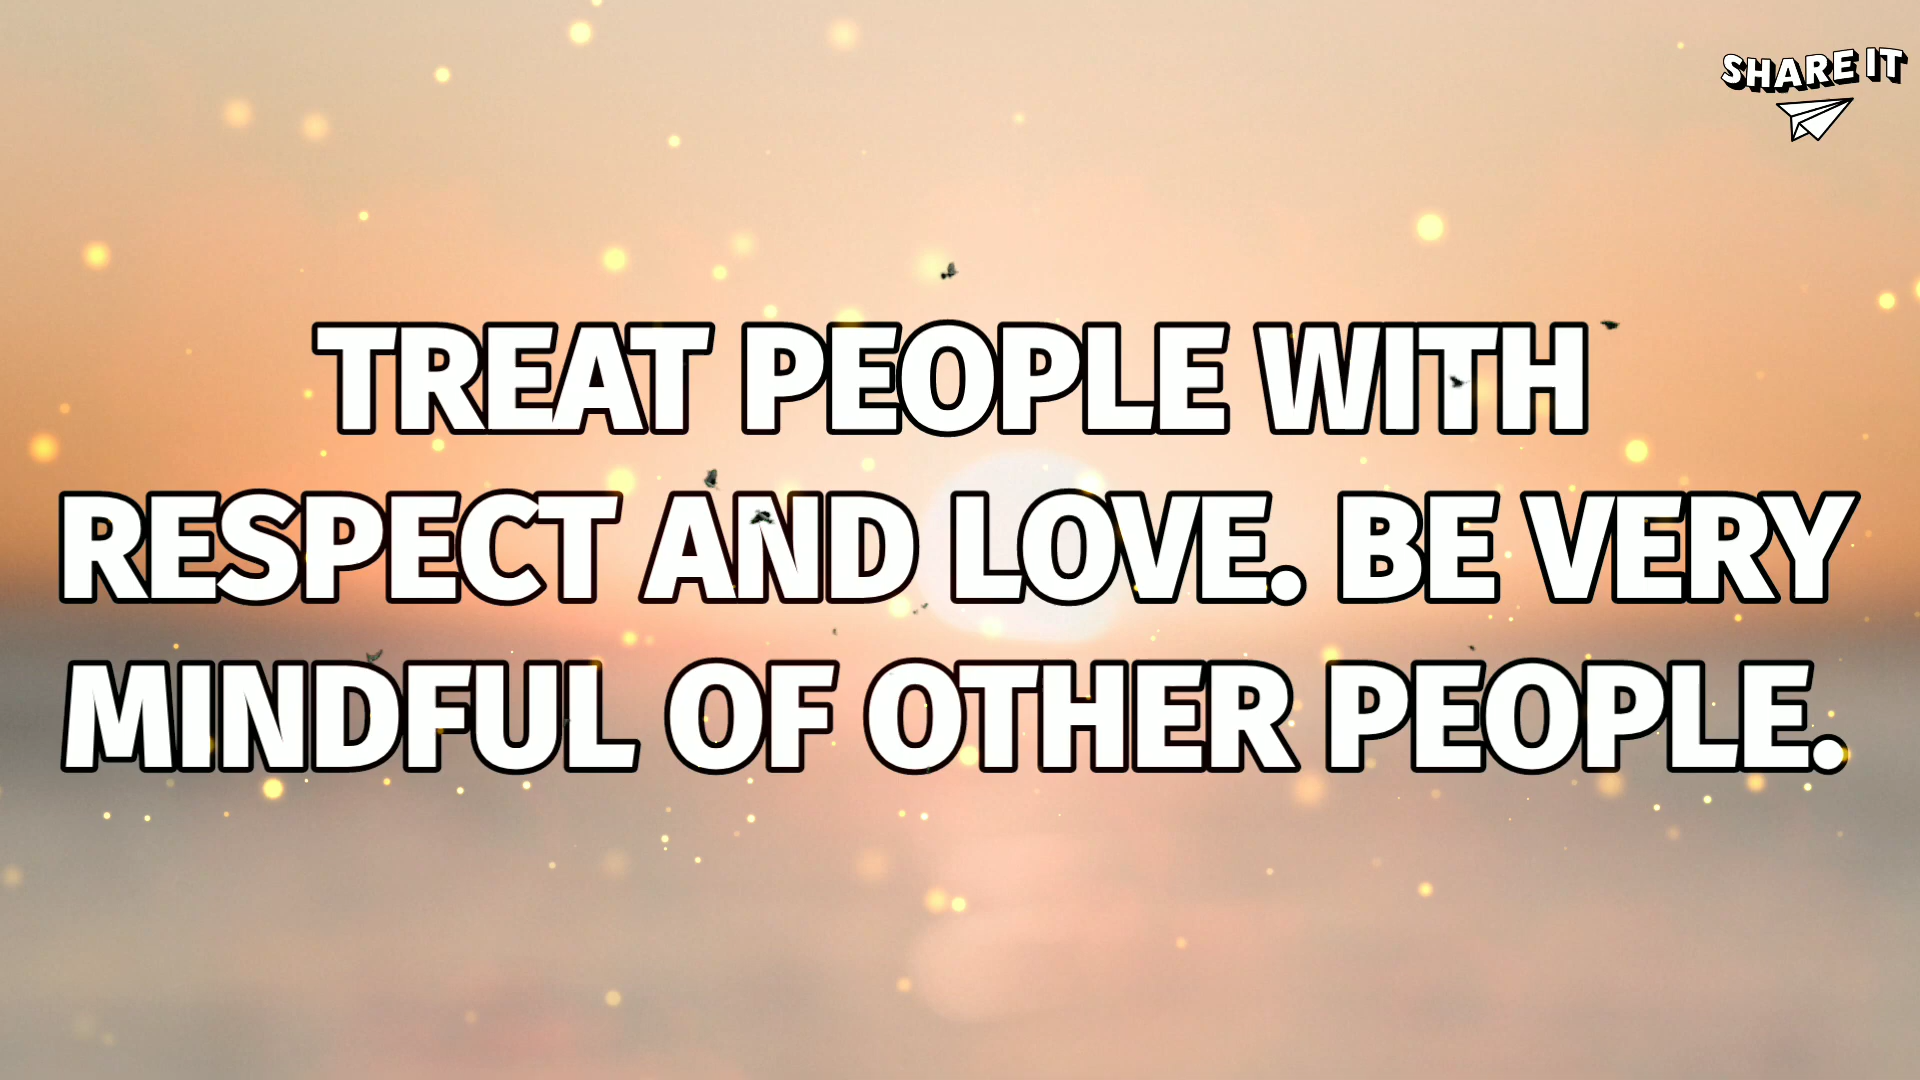 SHARE IT
TREAT PEOPLE WITH
RESPECT AND LOVE. BE VERY
MINDFUL OF OTHER PEOPLE.